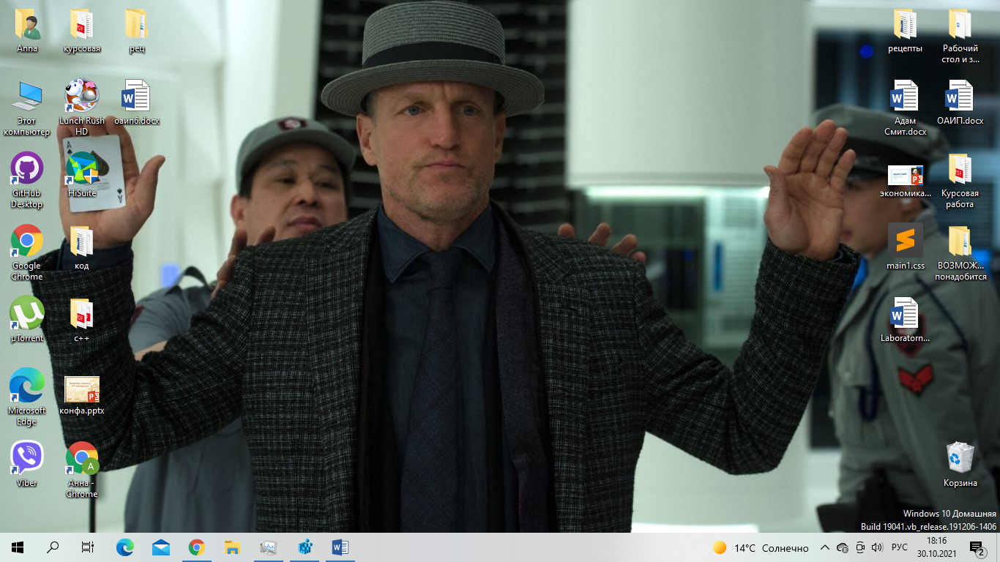 Anna
курсовая
рец
Этот
компьютер
Lunch Rush
HD
оаип6.docx
GitHub
Desktop
HiSuite
Google
Chrome
код
µTorrent
c++
Microsoft
Edge
конфа.pptx
Viber
Анна -
Chrome
рецепты
Рабочий
стол и з...
Адам
Смит.docx
ОАИП.docx
экономика...
Курсовая
работа
main1.css
ВОЗМОЖ...
понадобится
Laboratorn...
Корзина
Windows 10 Домашняя
Build 19041.vb_release.191206-1406
14°C Солнечно
РУС
18:16
30.10.2021
2